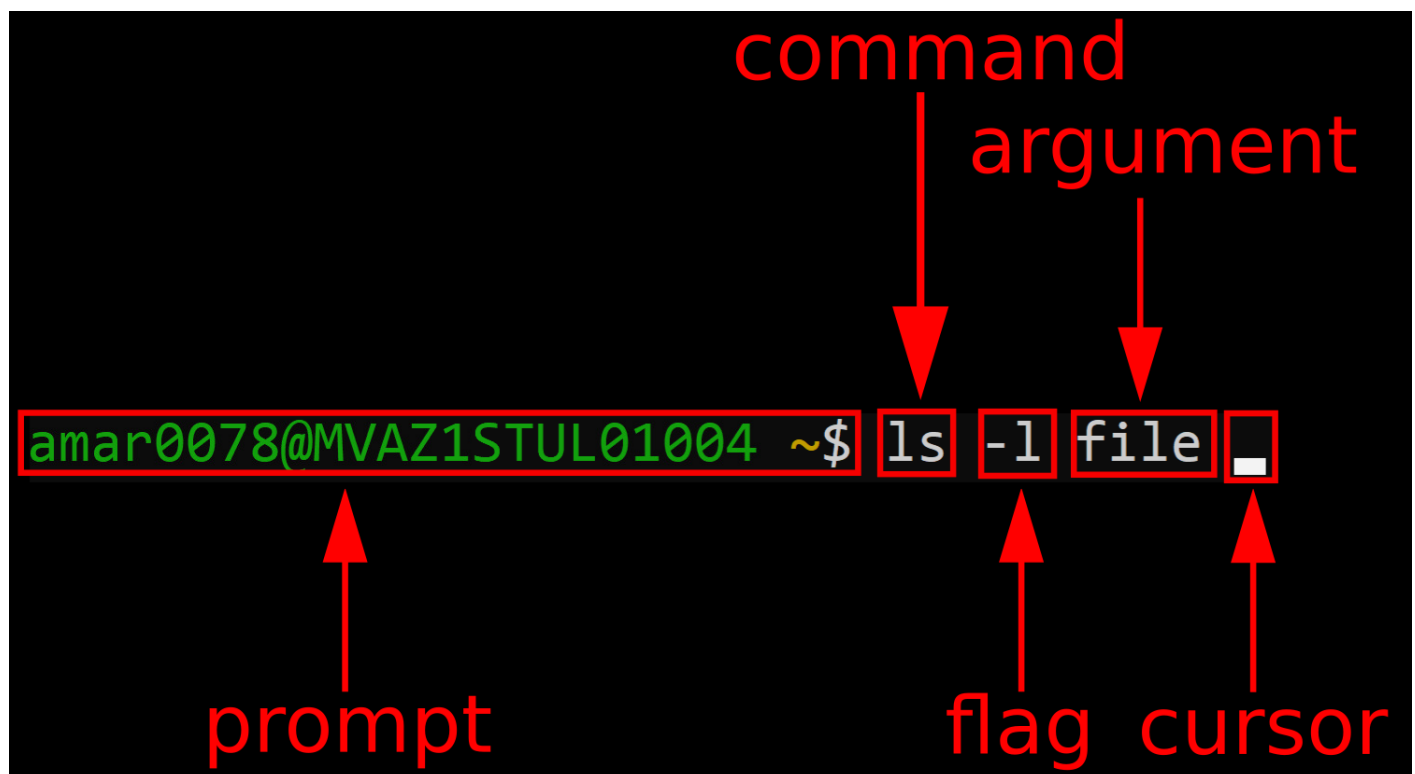 command
argument
amar0078@MVAZ1STUL01004 ~$ ls -l file _
prompt
flag cursor